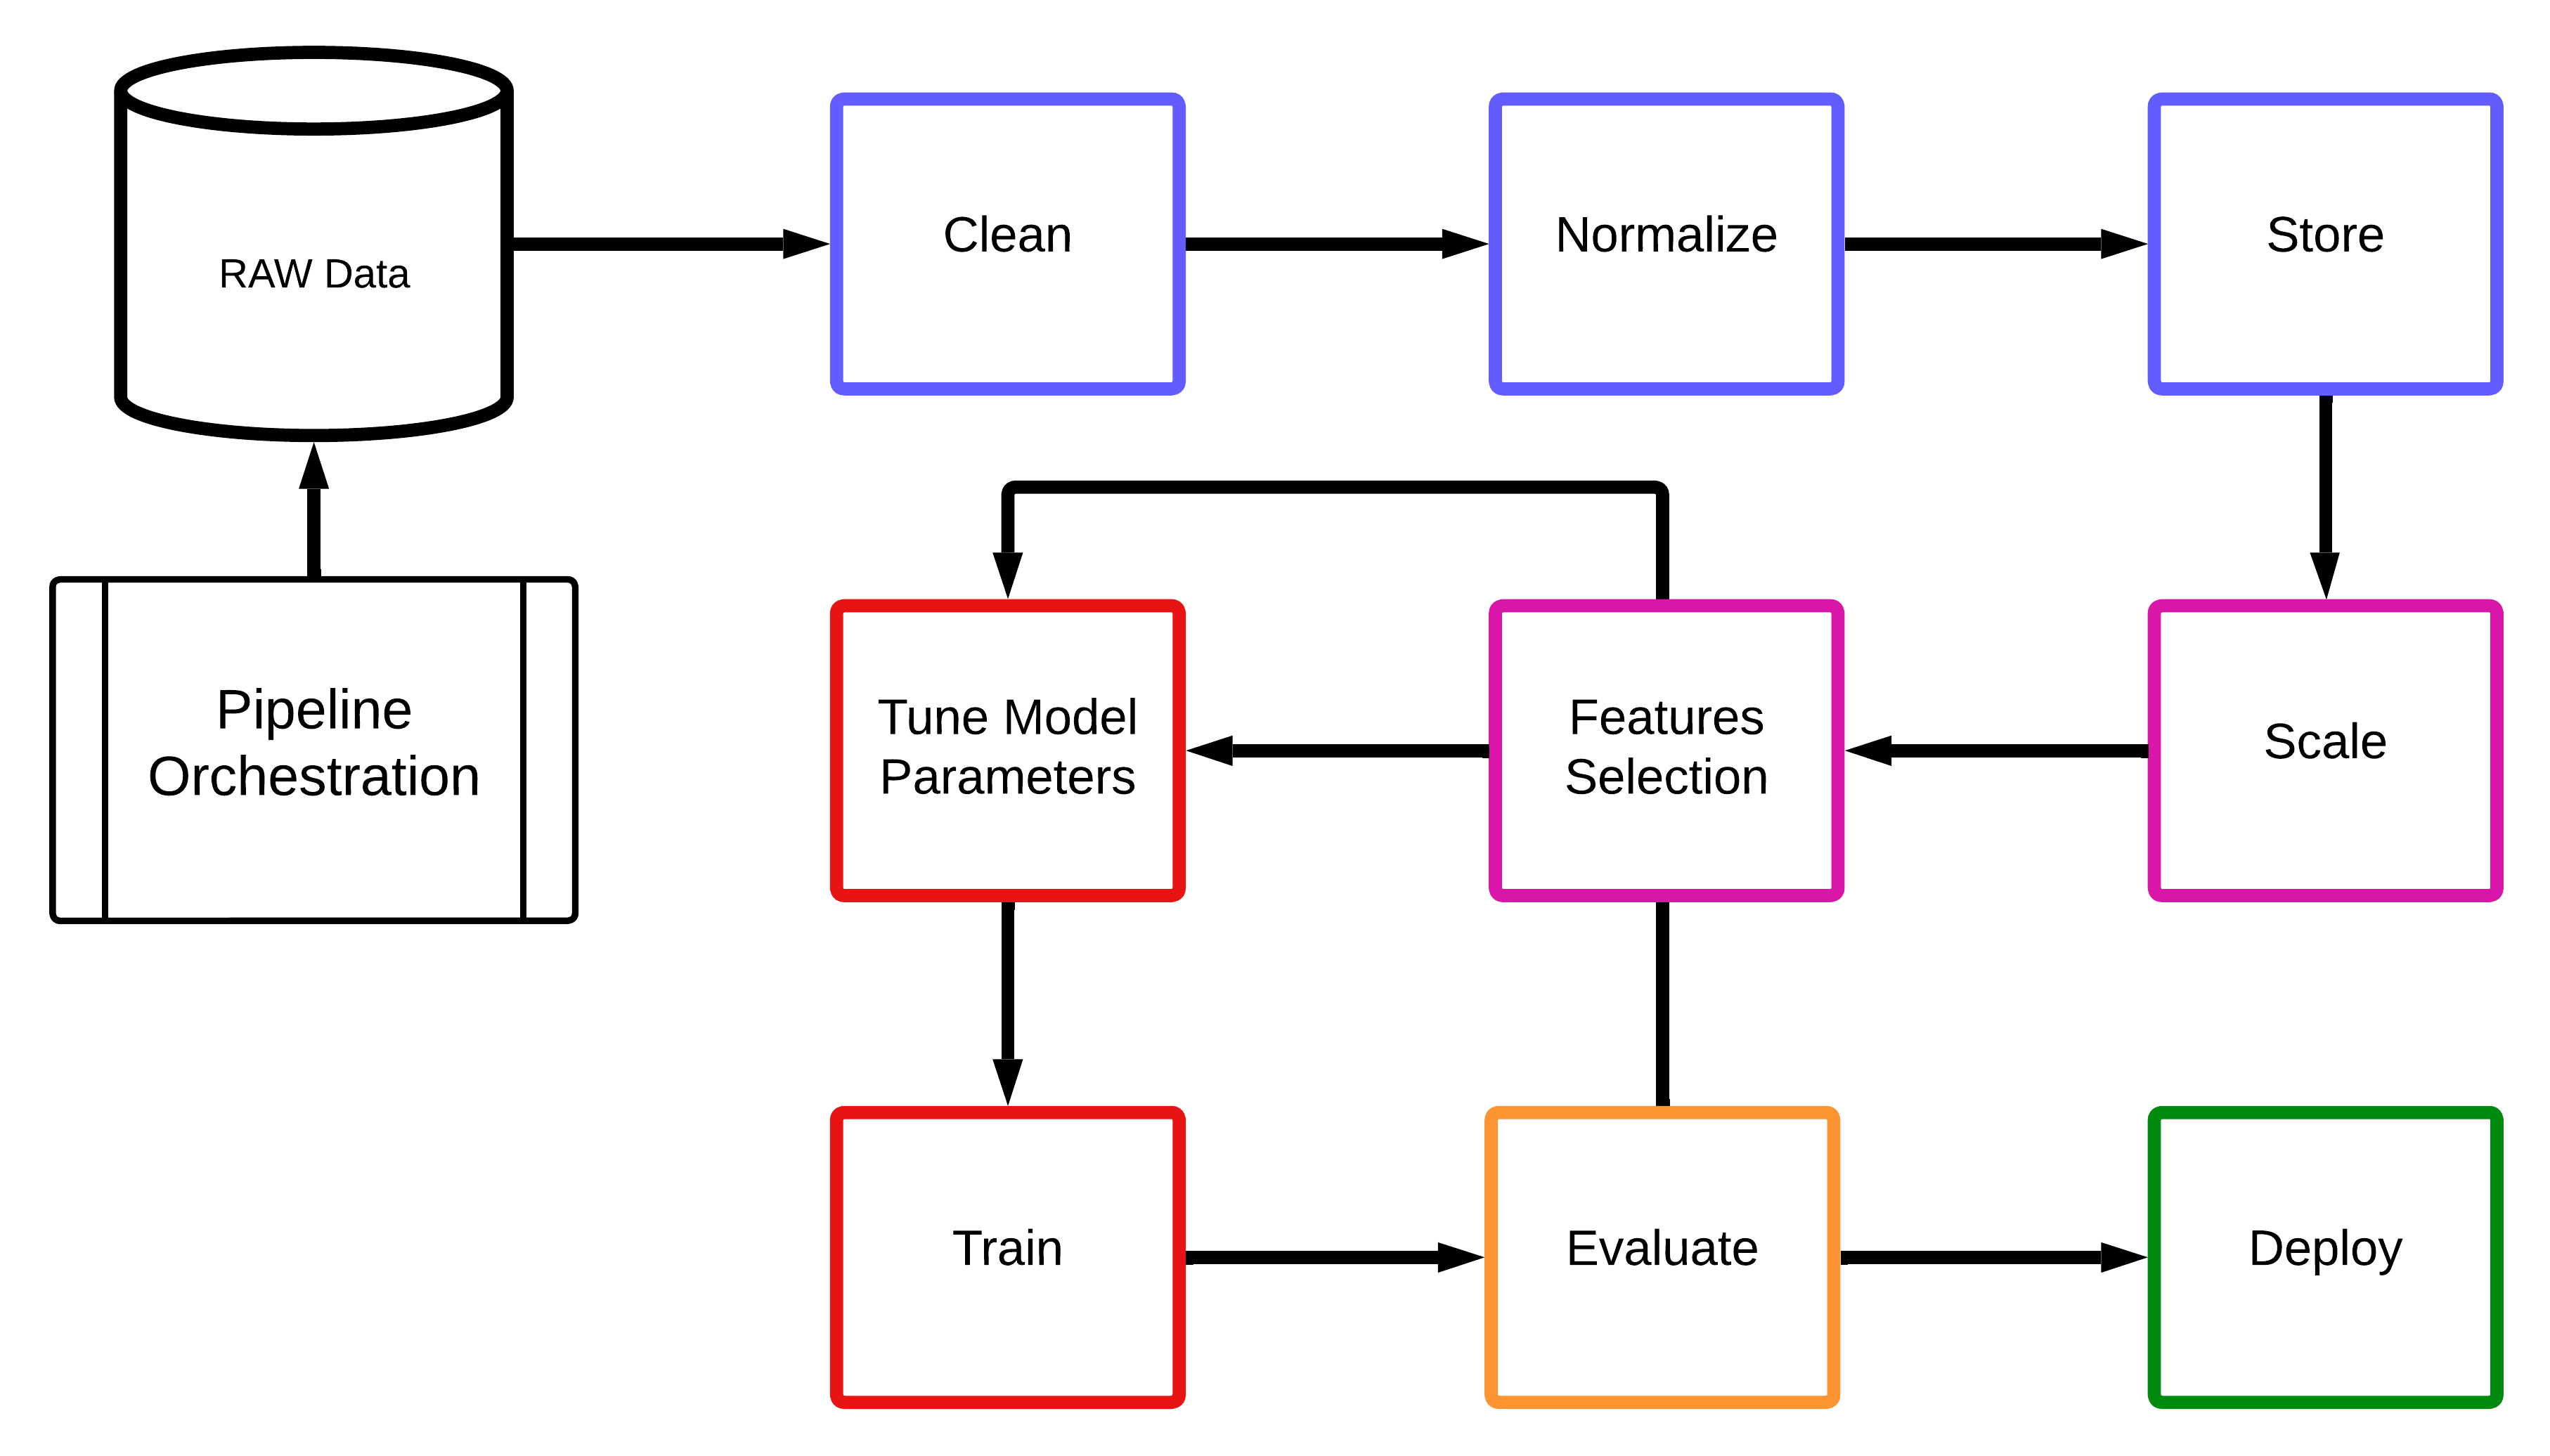 RAW Data
Clean
Normalize
Store
Pipeline
Orchestration
Tune Model
Parameters
Features
Selection
Scale
Train
Evaluate
Deploy